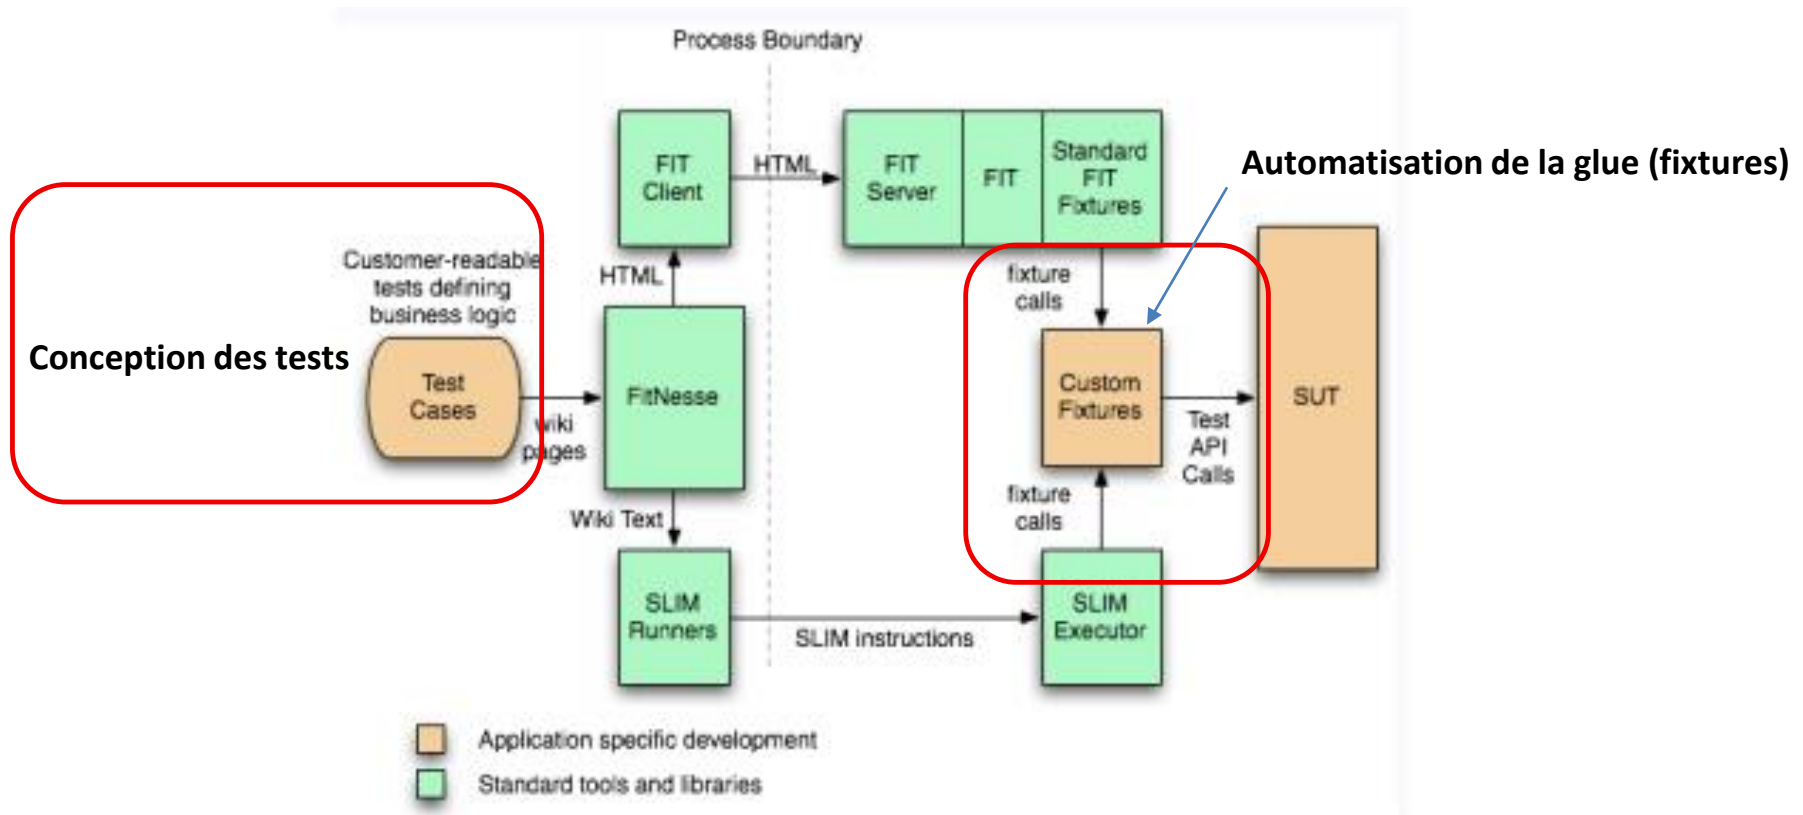 Process Boundary
FIT
Client
HTML
FIT
Server
FIT
Standard
FIT
Fixtures
Automatisation de la glue (fixtures)
Customer-readable
tests defining
business logic
HTML
fixture
calls
Conception des tests
Test
Cases
wiki
pages
FitNesse
Custom
Fixtures
Test
API
Calls
SUT
Wiki Text
fixture
calls
SLIM
Runners
SLIM instructions
SLIM
Executor
Application specific development
Standard tools and libraries